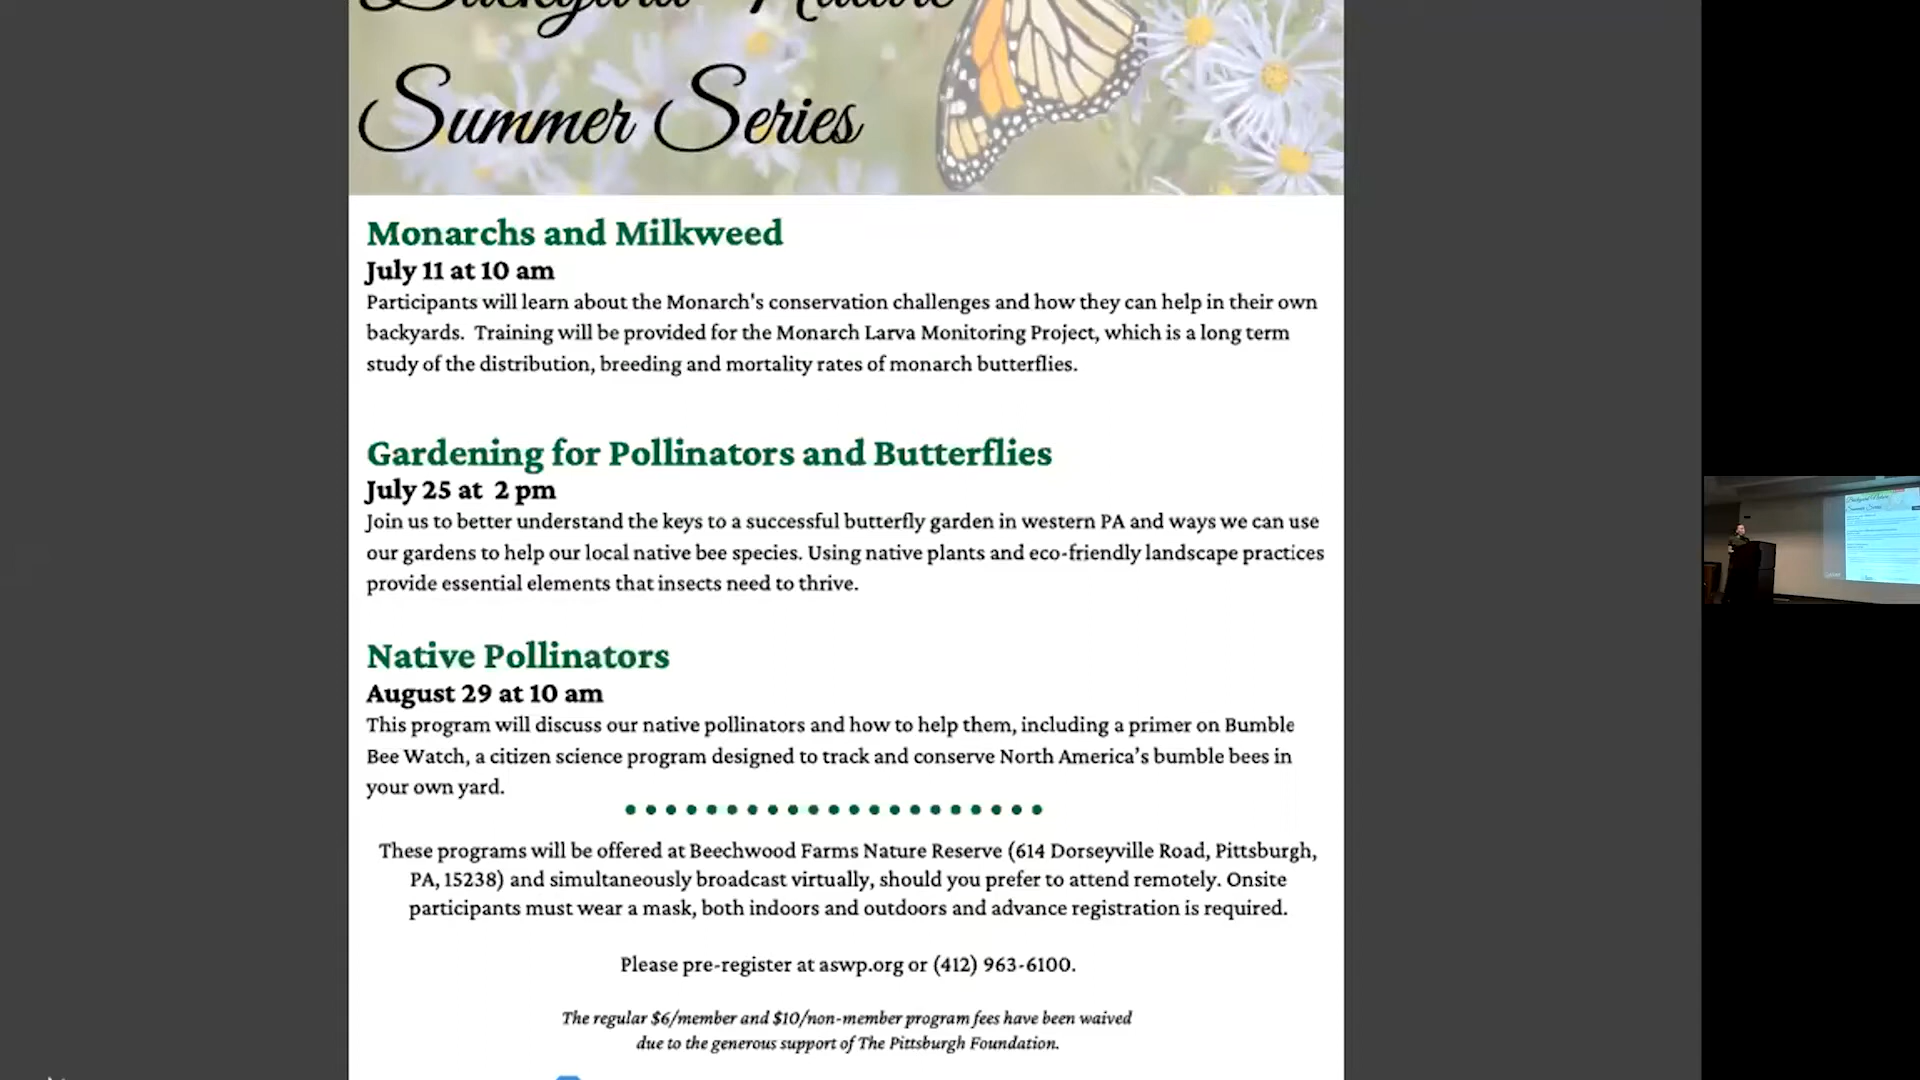 Backyard Nature
Summer Series
Monarchs and Milkweed
July 11 at 10 am
Participants will learn about the Monarch's conservation challenges and how they can help in their own
backyards. Training will be provided for the Monarch Larva Monitoring Project, which is a long term
study of the distribution, breeding and mortality rates of monarch butterflies.
Gardening for Pollinators and Butterflies
July 25 at 2 pm
Join us to better understand the keys to a successful butterfly garden in western PA and ways we can use
our gardens to help our local native bee species. Using native plants and eco-friendly landscape practices
provide essential elements that insects need to thrive.
Native Pollinators
August 29 at 10 am
This program will discuss our native pollinators and how to help them, including a primer on Bumble
Bee Watch, a citizen science program designed to track and conserve North America’s bumble bees in
your own yard.
These programs will be offered at Beechwood Farms Nature Reserve (614 Dorseyville Road, Pittsburgh,
PA, 15238) and simultaneously broadcast virtually, should you prefer to attend remotely. Onsite
participants must wear a mask, both indoors and outdoors and advance registration is required.
Please pre-register at aswp.org or (412) 963-6100.
The regular $6/member and $10/non-member program fees have been waived
due to the generous support of The Pittsburgh Foundation.